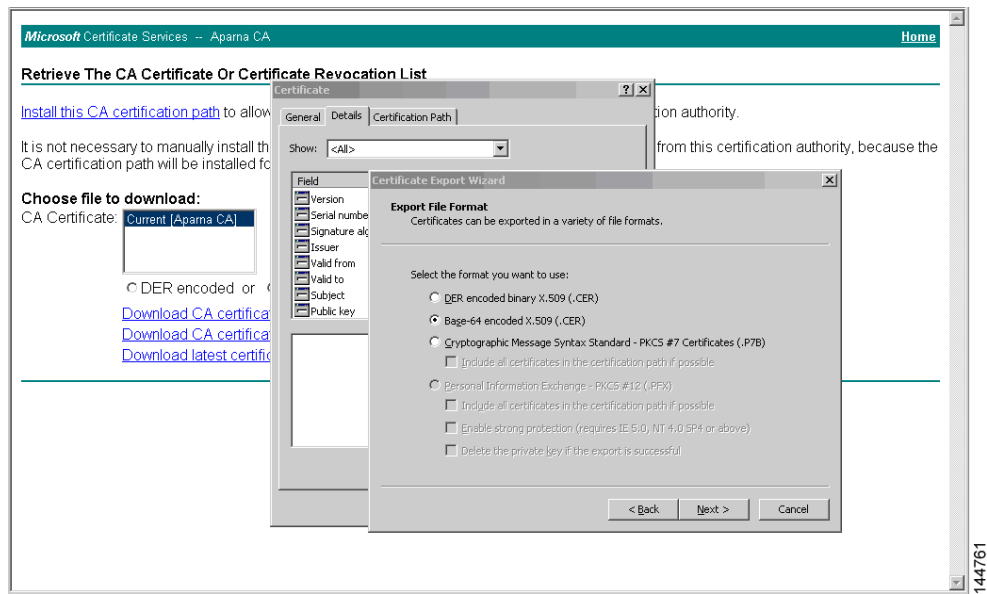 Microsoft Certificate Services -- Aparna CA
Home
Retrieve The CA Certificate Or Certificate Revocation List
Install this CA certification path to allow
tion authority.
It is not necessary to manually install th
from this certification authority, because the
CA certification path will be installed fo
Choose file to download:
CA Certificate:
Current [Aparna CA]
DER encoded or
Download CA certifica
Download CA certifica
Download latest certific
Certificate
General
Details
Certification Path
Show:
<All>
Field
Version
Serial numbe
Signature alg
Issuer
Valid from
Valid to
Subject
Public key
Certificate Export Wizard
Export File Format
Certificates can be exported in a variety of file formats.
Select the format you want to use:
DER encoded binary X.509 (.CER)
Base-64 encoded X.509 (.CER)
Cryptographic Message Syntax Standard - PKCS #7 Certificates (.P7B)
Include all certificates in the certification path if possible
Personal Information Exchange - PKCS #12 (.PFX)
Include all certificates in the certification path if possible
Enable strong protection (requires IE 5.0, NT 4.0 SP4 or above)
Delete the private key if the export is successful
< Back
Next >
Cancel
144761